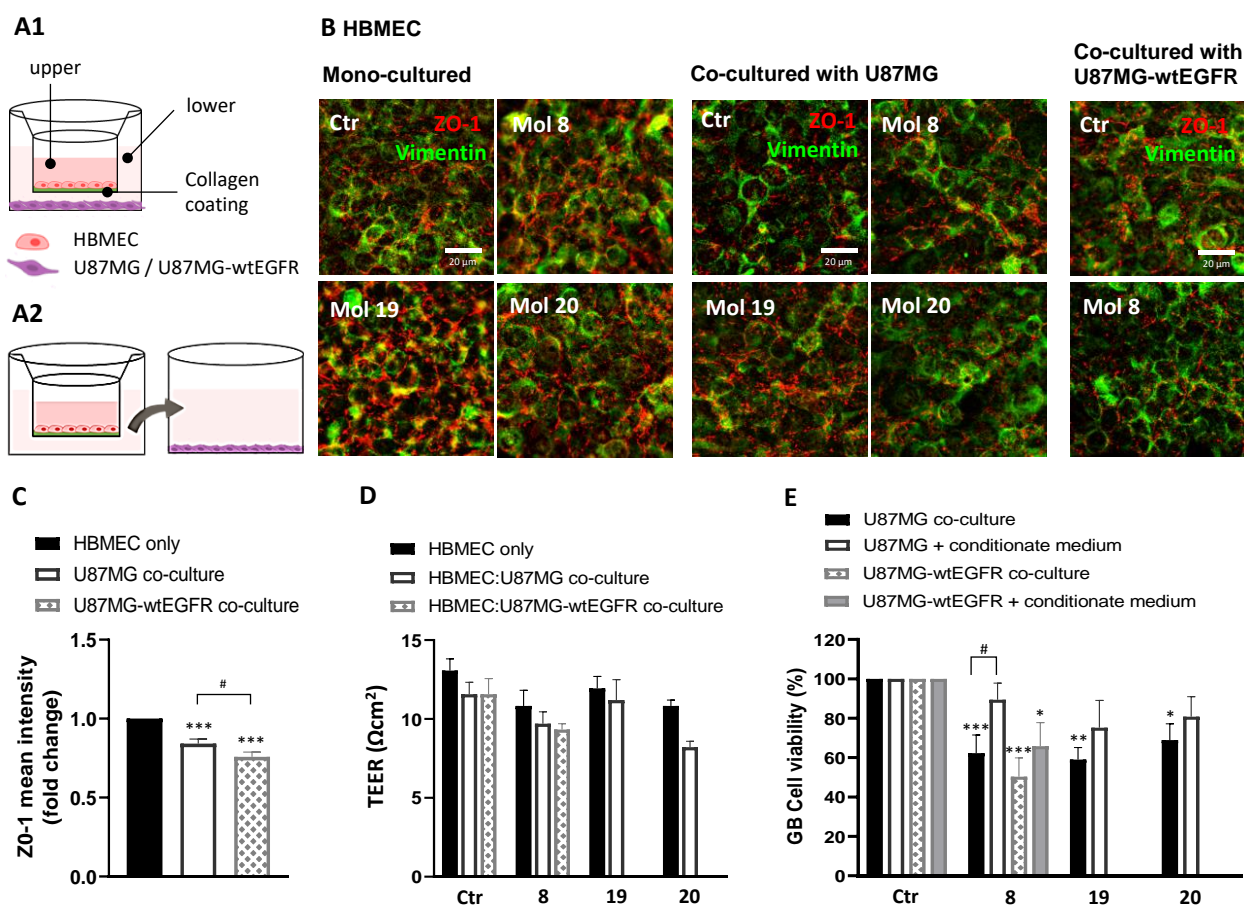 A1
upper
lower
Collagen
coating
HBMEC
U87MG / U87MG-wtEGFR
A2
B HBMEC
Mono-cultured
Co-cultured with U87MG
Co-cultured with
U87MG-wtEGFR
Ctr
ZO-1
Vimentin
20 µm
Mol 8
Ctr
ZO-1
Vimentin
20 µm
Mol 8
Ctr
ZO-1
Vimentin
20 µm
Mol 19
Mol 20
Mol 19
Mol 20
Mol 8
C
HBMEC only
U87MG co-culture
U87MG-wtEGFR co-culture
Z0-1 mean intensity
(fold change)
1.5
1.0
0.5
0.0
***
***
#
D
HBMEC only
HBMEC:U87MG co-culture
HBMEC:U87MG-wtEGFR co-culture
TEER (Ωcm²)
15
10
5
0
Ctr
8
19
20
E
U87MG co-culture
U87MG + conditionate medium
U87MG-wtEGFR co-culture
U87MG-wtEGFR + conditionate medium
GB Cell viability (%)
120
100
80
60
40
20
0
#
***
***
*
**
*
Ctr
8
19
20